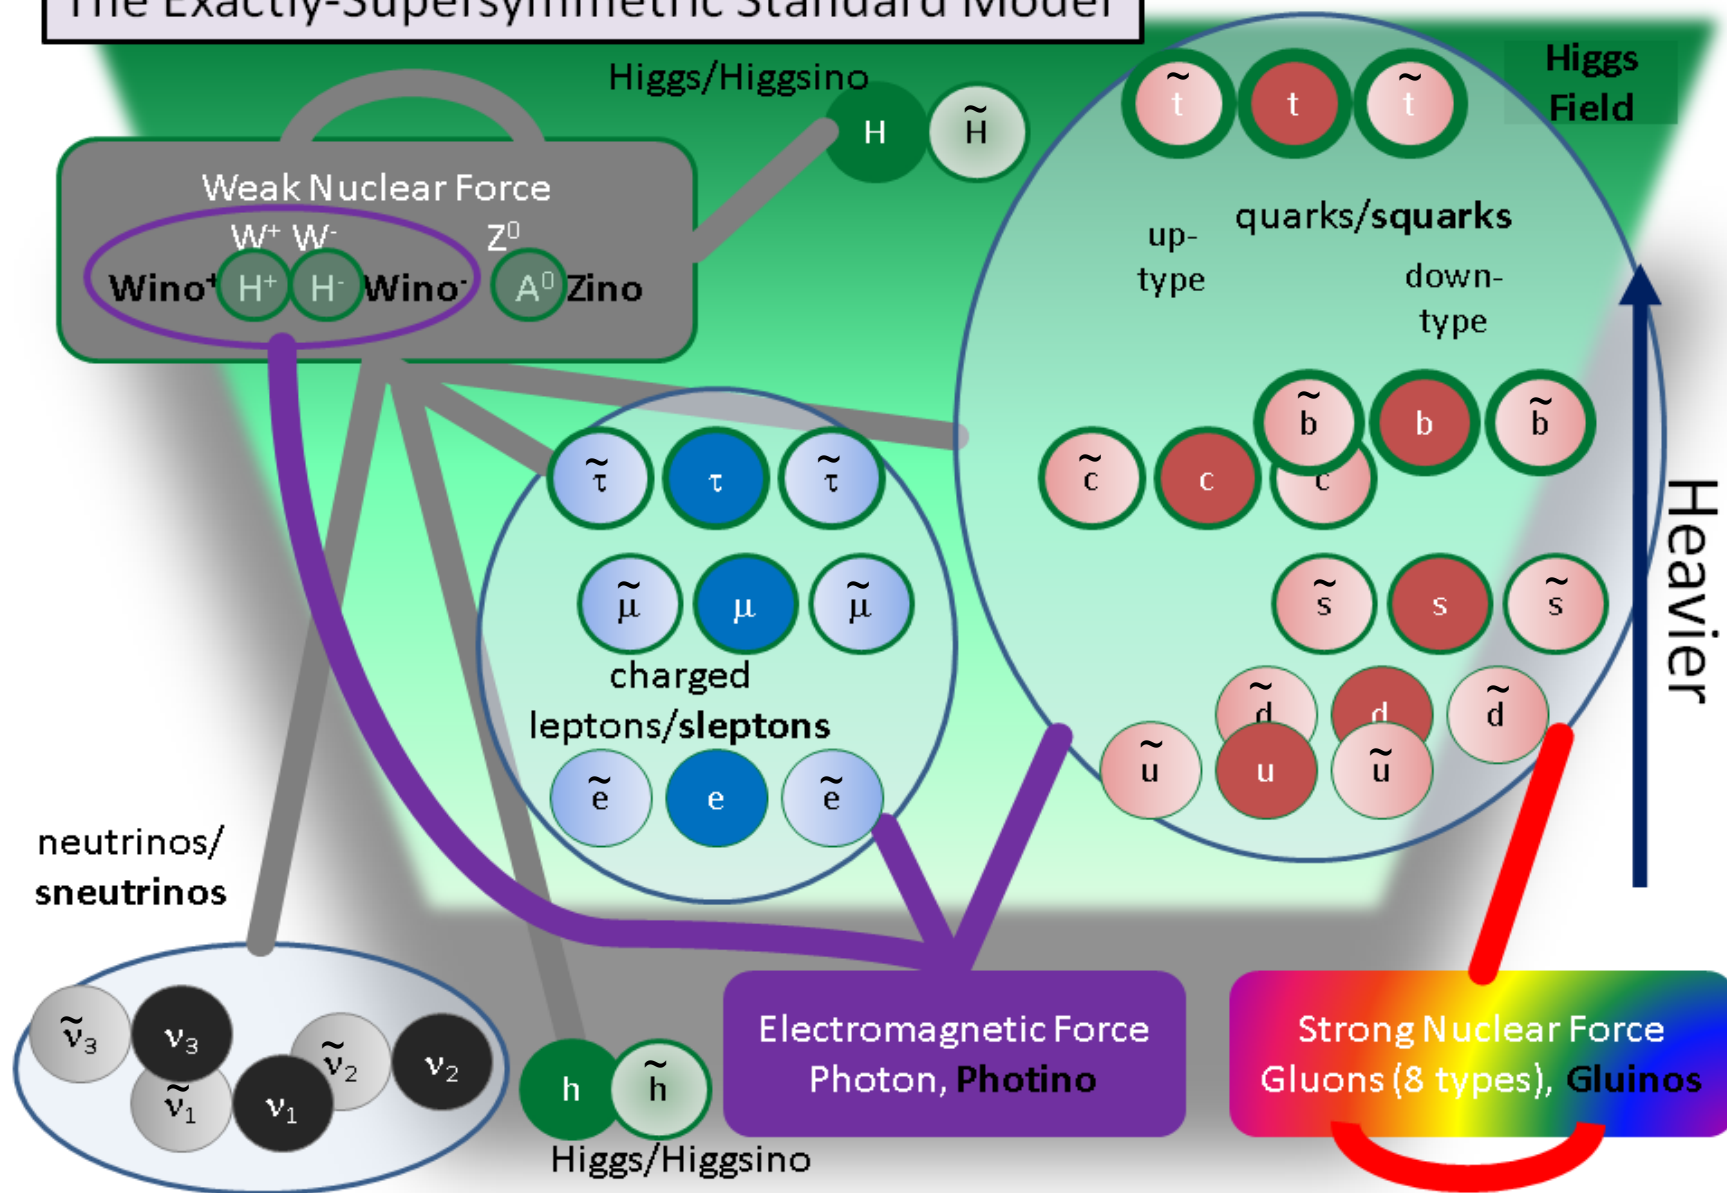 The Exactly-Supersymmetric Standard Model
Higgs/Higgsino
H H̃
t̃ t t̃
Higgs
Field
Weak Nuclear Force
W⁺ W⁻ Z⁰
Wino⁺ H⁺ H⁻ Wino⁻ A⁰ Zino
quarks/squarks
up-
type
down-
type
b̃ b b̃
c̃ c c
τ̃ τ τ̃
μ̃ μ μ̃
s̃ s s̃
Heavier
charged
leptons/sleptons
ẽ e ẽ
d̃ d d̃
ũ u ũ
neutrinos/
sneutrinos
ν̃₃ ν₃ ν̃₂ ν₂
ν̃₁ ν₁
h h̃
Higgs/Higgsino
Electromagnetic Force
Photon, Photino
Strong Nuclear Force
Gluons (8 types), Gluinos